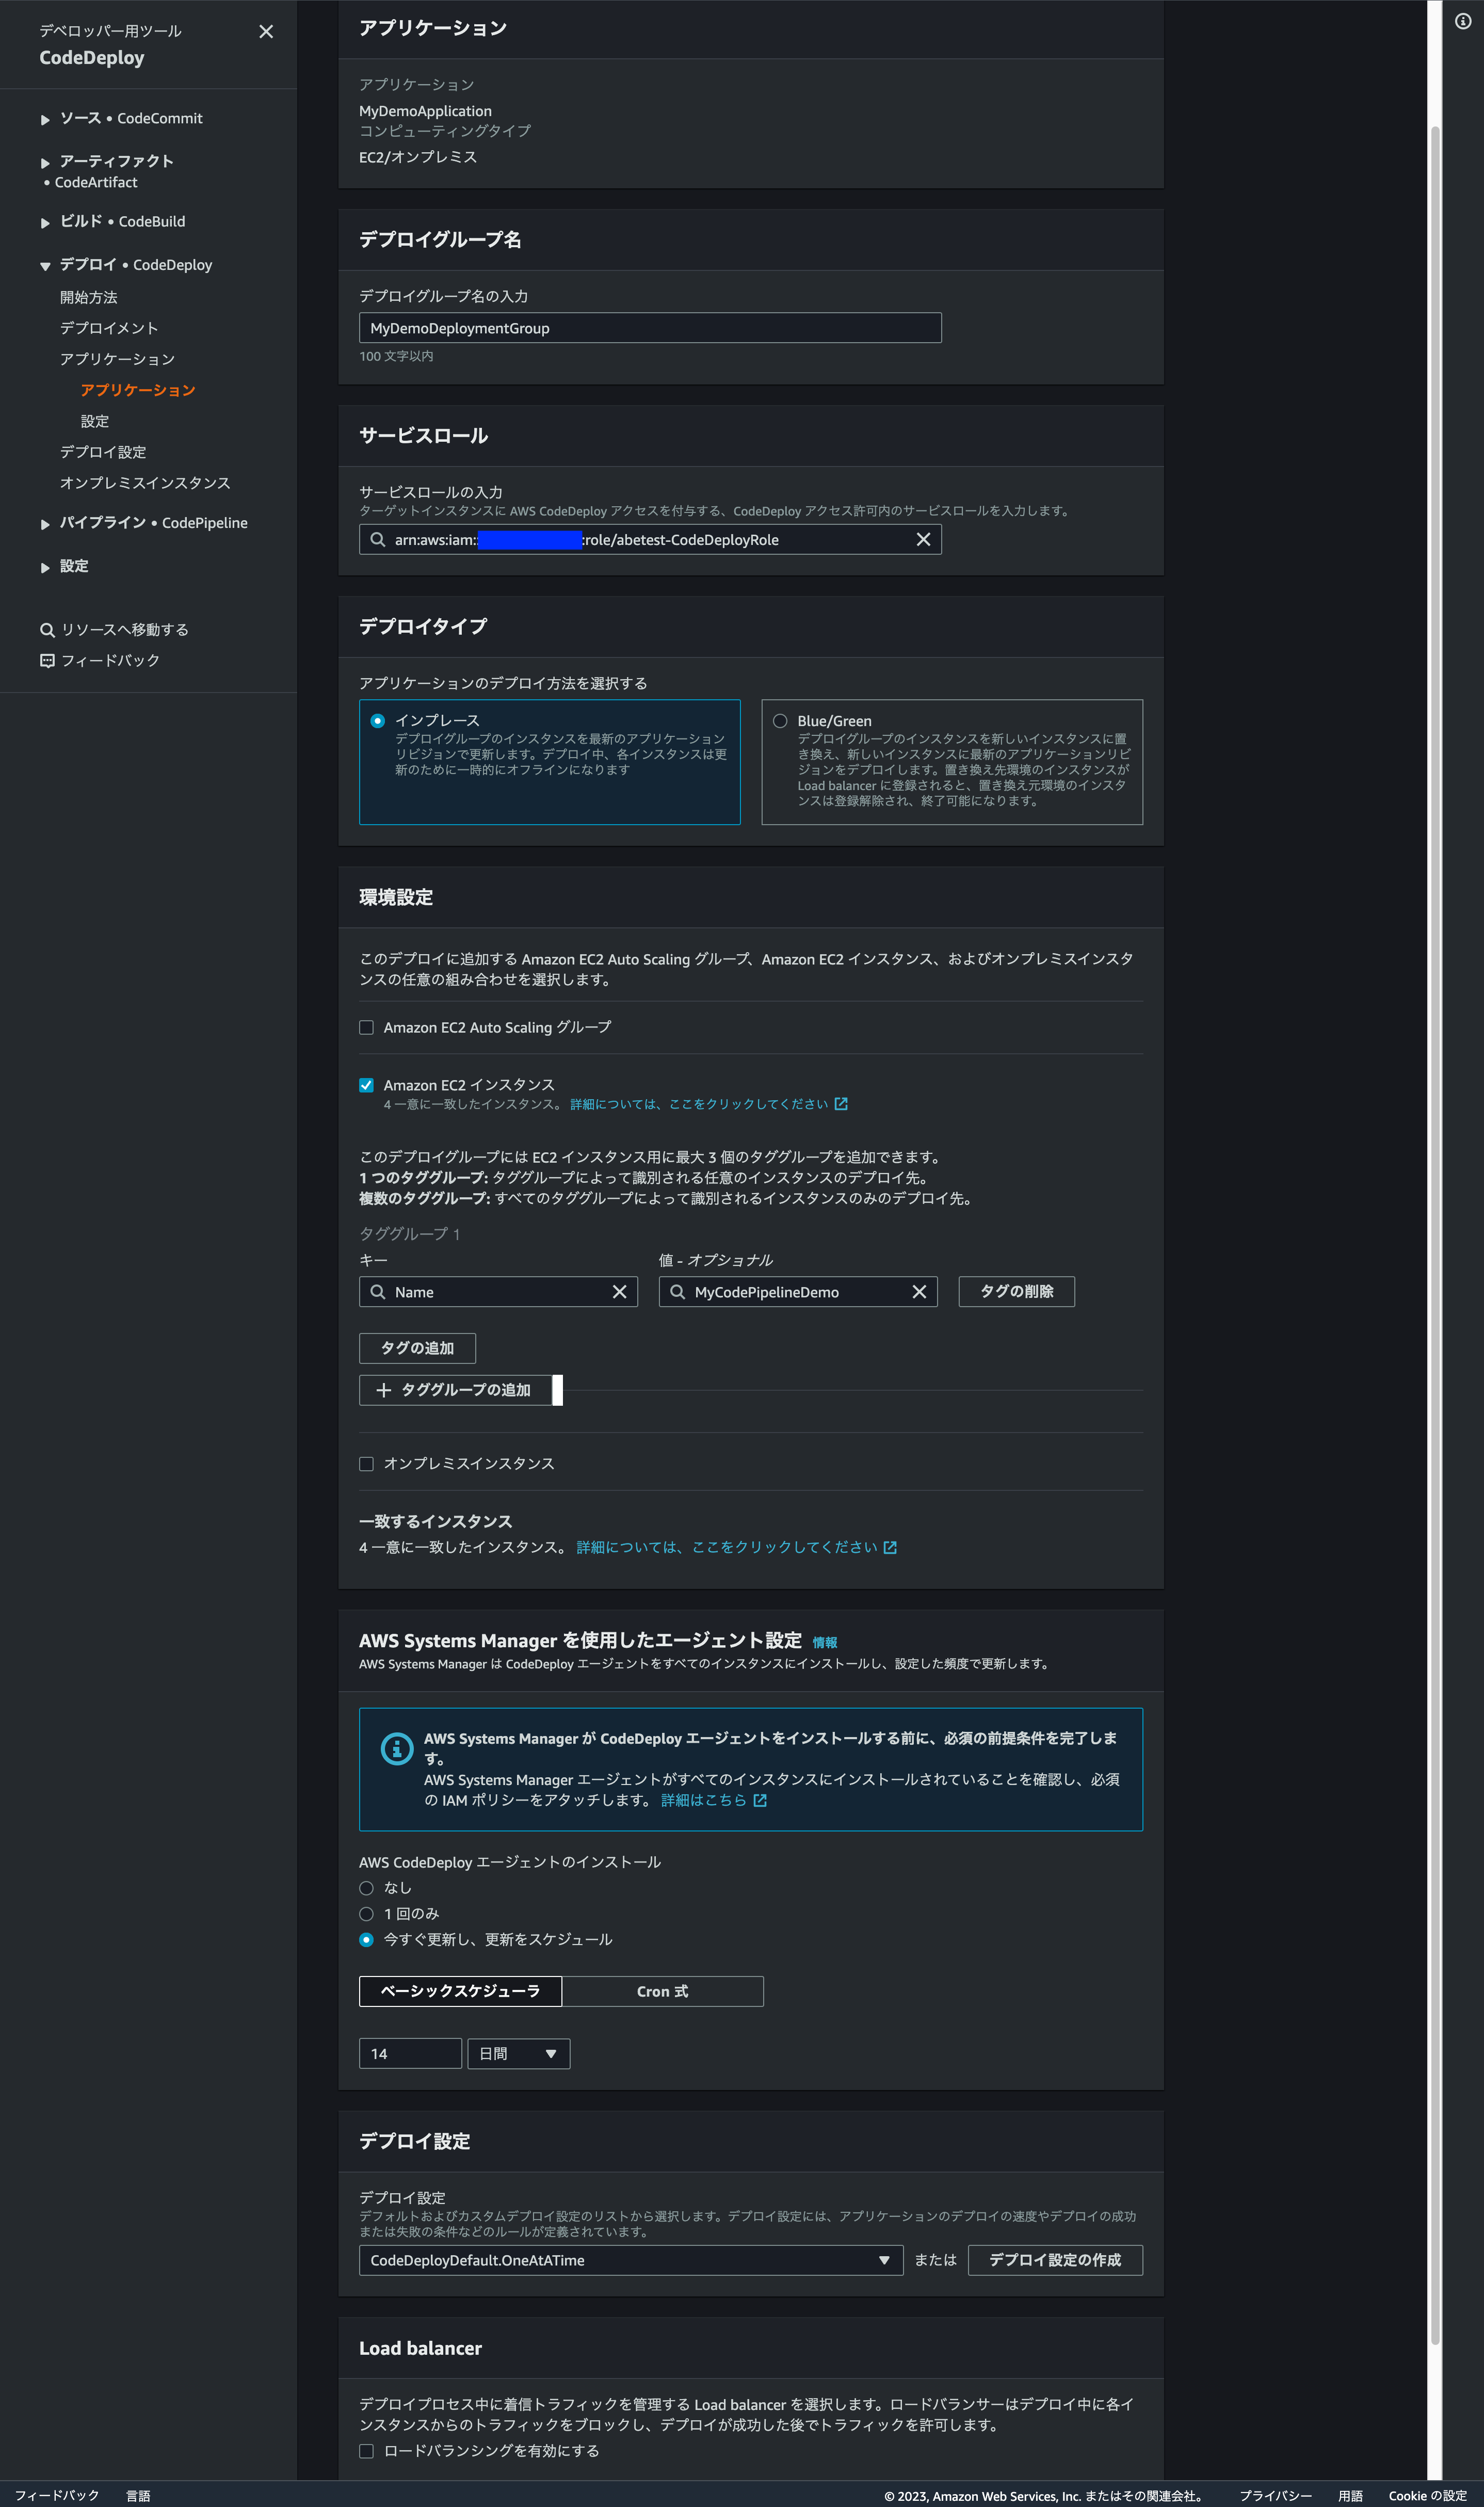 デベロッパー用ツール
CodeDeploy
ソース • CodeCommit
アーティファクト
• CodeArtifact
ビルド • CodeBuild
デプロイ • CodeDeploy
開始方法
デプロイメント
アプリケーション
アプリケーション
設定
デプロイ設定
オンプレミスインスタンス
パイプライン • CodePipeline
設定
リソースへ移動する
フィードバック
アプリケーション
アプリケーション
MyDemoApplication
コンピューティングタイプ
EC2/オンプレミス
デプロイグループ名
デプロイグループ名の入力
MyDemoDeploymentGroup
100 文字以内
サービスロール
サービスロールの入力
ターゲットインスタンスに AWS CodeDeploy アクセスを付与する、CodeDeploy アクセス許可内のサービスロールを入力します。
arn:aws:iam:: :role/abetest-CodeDeployRole
デプロイタイプ
アプリケーションのデプロイ方法を選択する
インプレース
デプロイグループのインスタンスを最新のアプリケーション
リビジョンで更新します。デプロイ中、各インスタンスは更
新のために一時的にオフラインになります
Blue/Green
デプロイグループのインスタンスを新しいインスタンスに置
き換え、新しいインスタンスに最新のアプリケーションリビ
ジョンをデプロイします。置き換え先環境のインスタンスが
Load balancer に登録されると、置き換え元環境のインスタ
ンスは登録解除され、終了可能になります。
環境設定
このデプロイに追加する Amazon EC2 Auto Scaling グループ、Amazon EC2 インスタンス、およびオンプレミスインスタ
ンスの任意の組み合わせを選択します。
Amazon EC2 Auto Scaling グループ
Amazon EC2 インスタンス
4 一意に一致したインスタンス。 詳細については、ここをクリックしてください
このデプロイグループには EC2 インスタンス用に最大 3 個のタググループを追加できます。
1 つのタググループ: タググループによって識別される任意のインスタンスのデプロイ先。
複数のタググループ: すべてのタググループによって識別されるインスタンスのみのデプロイ先。
タググループ 1
キー
値 - オプショナル
Name
MyCodePipelineDemo
タグの削除
タグの追加
タググループの追加
オンプレミスインスタンス
一致するインスタンス
4 一意に一致したインスタンス。 詳細については、ここをクリックしてください
AWS Systems Manager を使用したエージェント設定 情報
AWS Systems Manager は CodeDeploy エージェントをすべてのインスタンスにインストールし、設定した頻度で更新します。
AWS Systems Manager が CodeDeploy エージェントをインストールする前に、必須の前提条件を完了しま
す。
AWS Systems Manager エージェントがすべてのインスタンスにインストールされていることを確認し、必須
の IAM ポリシーをアタッチします。 詳細はこちら
AWS CodeDeploy エージェントのインストール
なし
1 回のみ
今すぐ更新し、更新をスケジュール
ベーシックスケジューラ
Cron 式
14
日間
デプロイ設定
デプロイ設定
デフォルトおよびカスタムデプロイ設定のリストから選択します。デプロイ設定には、アプリケーションのデプロイの速度やデプロイの成功
または失敗の条件などのルールが定義されています。
CodeDeployDefault.OneAtATime
または
デプロイ設定の作成
Load balancer
デプロイプロセス中に着信トラフィックを管理する Load balancer を選択します。ロードバランサーはデプロイ中に各イ
ンスタンスからのトラフィックをブロックし、デプロイが成功した後でトラフィックを許可します。
ロードバランシングを有効にする
フィードバック
言語
© 2023, Amazon Web Services, Inc. またはその関連会社。
プライバシー
用語
Cookie の設定